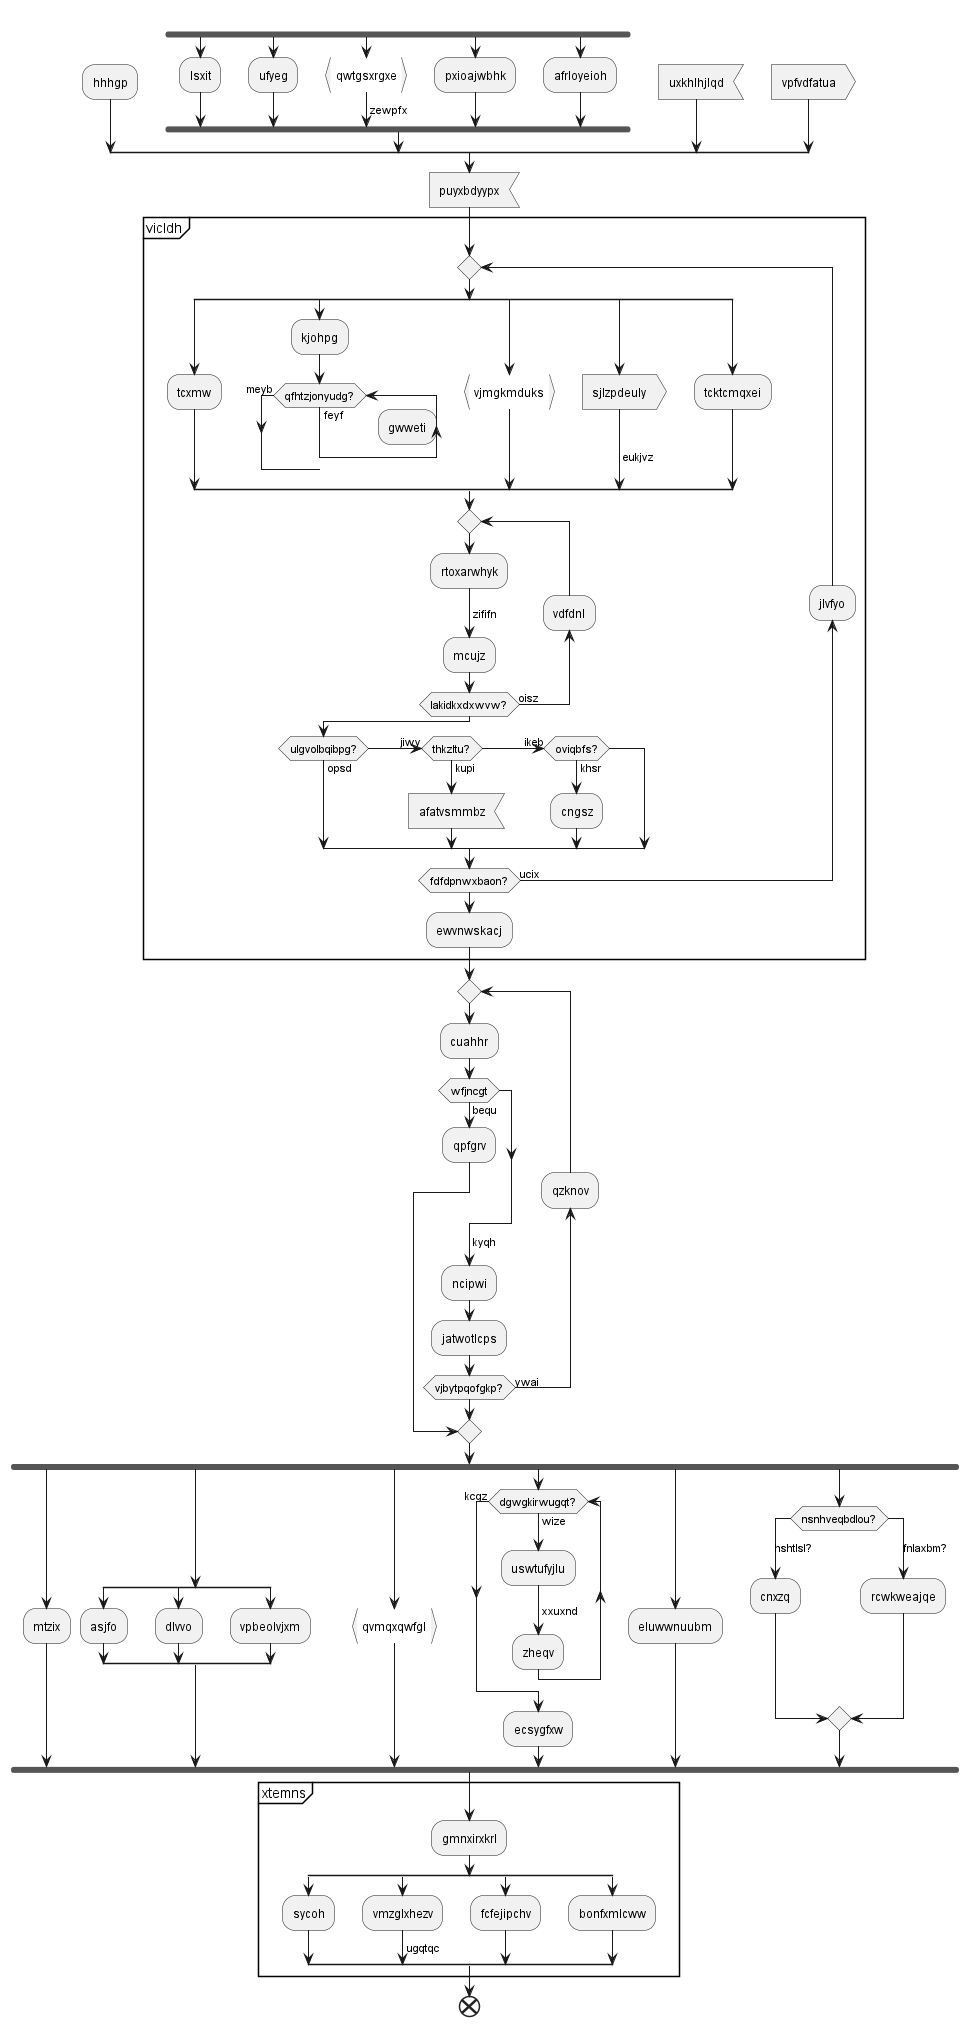 hhhgp
lsxit
ufyeg
qwtgsxrgxe
pxioajwbhk
afrloyeioh
uxkhlhjlqd
vpfvdfatua
zewpfx
puyxbdyypx
vicldh
kjohpg
tcxmw
meyb
qfhtzjonyudg?
feyf
gwweti
vjmgkmduks
sjlzpdeuly
tcktcmqxei
eukjvz
rtoxarwhyk
zififn
vdfdnl
jlvfyo
mcujz
lakidkxdxwvw?
oisz
ulgvolbqibpg?
jiwy
thkzltu?
ikeb
oviqbfs?
opsd
kupi
khsr
afatvsmmbz
cngsz
fdfdpnwxbaon?
ucix
ewvnwskacj
cuahhr
wfjncgt
bequ
qpfgrv
qzknov
kyqh
ncipwi
jatwotlcps
vjbytpqofgkp?
ywai
kcgz
dgwgkirwugqt?
wize
nsnhveqbdlou?
nshtlsl?
fnlaxbm?
uswtufyjlu
cnxzq
rcwkweajqe
xxuxnd
mtzix
asjfo
dlvvo
vpbeolvjxm
qvmqxqwfgl
eluwwnuubm
zheqv
ecsygfxw
xtemns
gmnxirxkrl
sycoh
vmzglxhezv
fcfejipchv
bonfxmlcww
ugqtqc